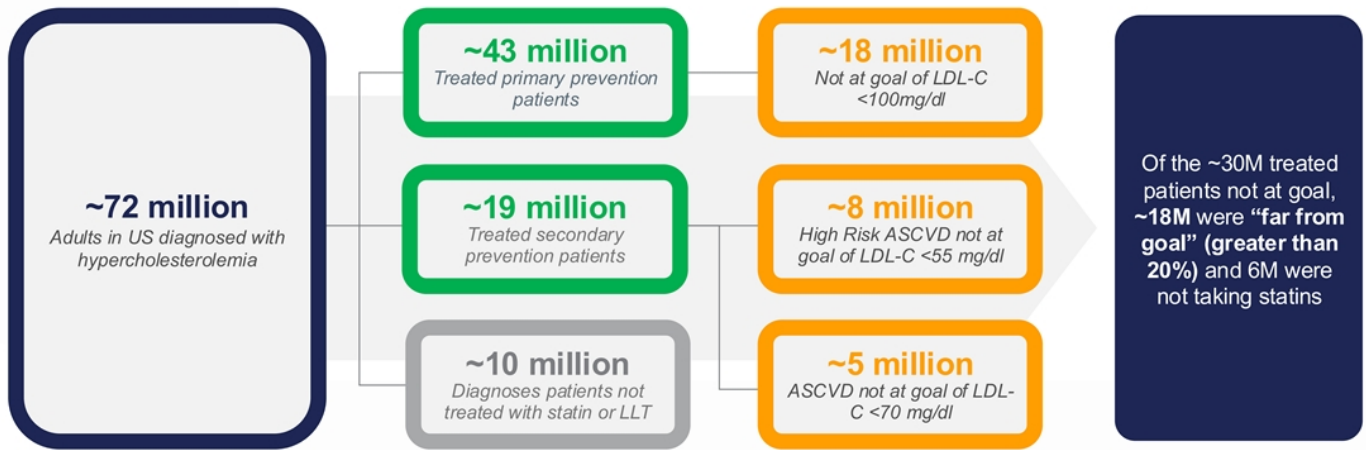 ~72 million
Adults in US diagnosed with
hypercholesterolemia
~43 million
Treated primary prevention
patients
~19 million
Treated secondary
prevention patients
~10 million
Diagnoses patients not
treated with statin or LLT
~18 million
Not at goal of LDL-C
<100mg/dl
~8 million
High Risk ASCVD not at
goal of LDL-C <55 mg/dl
~5 million
ASCVD not at goal of LDL-
C <70 mg/dl
Of the ~30M treated
patients not at goal,
~18M were “far from
goal” (greater than
20%) and 6M were
not taking statins